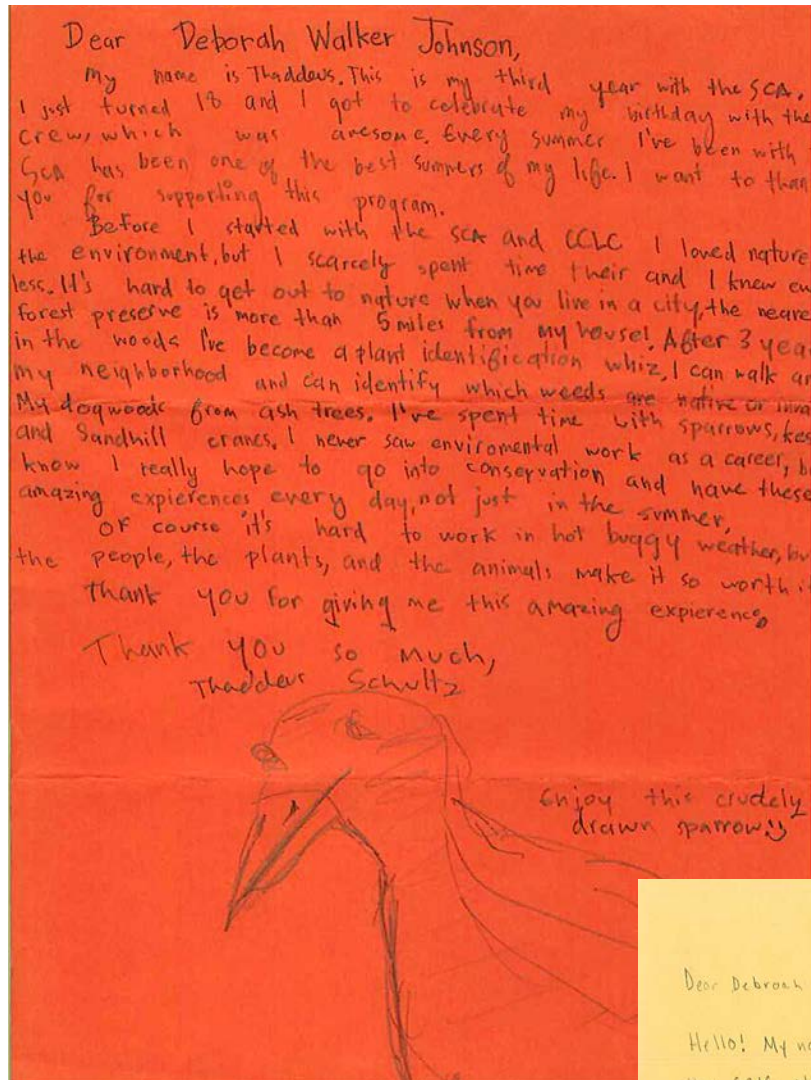 Dear Deborah Walker Johnson,
My name is Thaddeus. This is my third year with the SCA.
I just turned 18 and I got to celebrate my birthday with the
crew, which was awesome. Every summer I've been with
SCA has been one of the best summers of my life. I want to than
you for supporting this program.
Before I started with the SCA and CCLC I loved nature
the environment, but I scarcely spent time their and I knew eve
less. It's hard to get out to nature when you live in a city, the neare
forest preserve is more than 5 miles from my house! After 3 yea
in the woods I've become a plant identification whiz, I can walk ar
my neighborhood and can identify which weeds are native or inva
My dogwoods from ash trees. I've spent time with sparrows, kes
and Sandhill cranes. I never saw enviromental work as a career, b
know I really hope to go into conservation and have these
amazing expierences every day, not just in the summer,
Of course it's hard to work in hot buggy weather, bu
the people, the plants, and the animals make it so worth i
Thank you for giving me this amazing expierence.
Thank you so much,
Thaddeus Schultz
Enjoy this crudely
drawn sparrow :)
Dear Debroah
Hello! My na